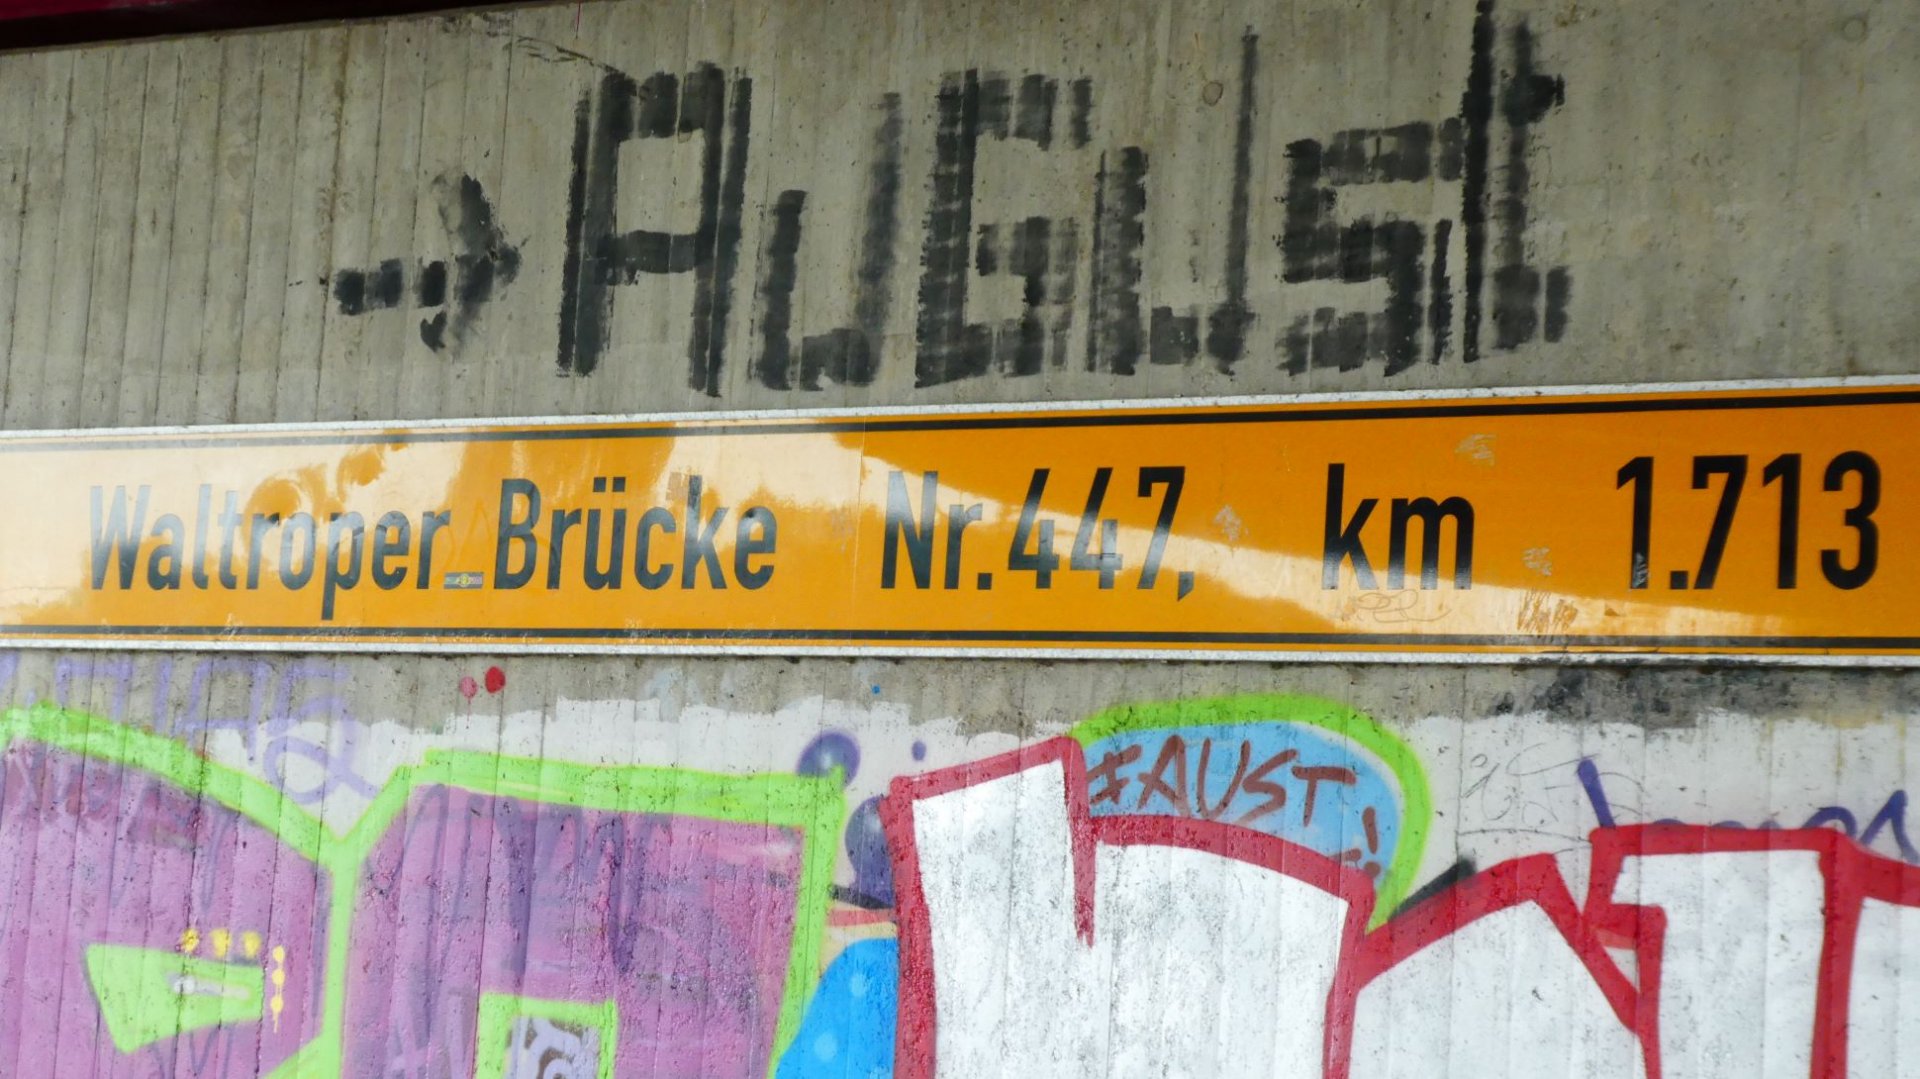 → AUGUst
Waltroper Brücke Nr. 447, km 1.713
#FAUST